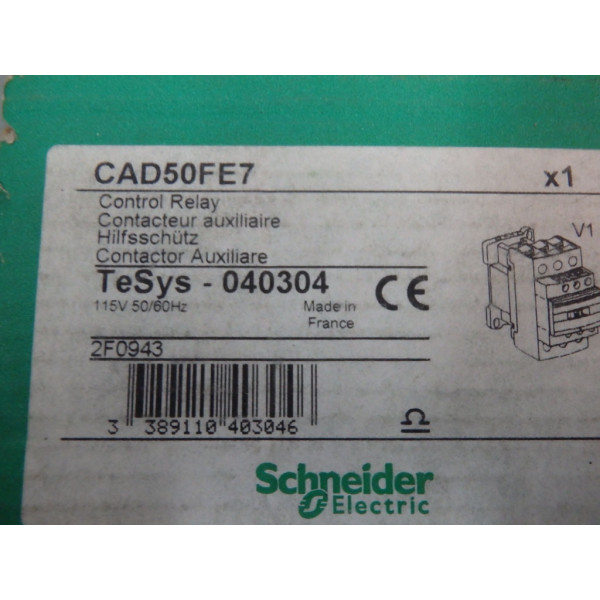 CAD50FE7 x1
Control Relay
Contacteur auxiliaire
Hilfsschütz
Contactor Auxiliare
V1
TeSys - 040304
115V 50/60Hz
Made in
France
CE
2F0943
3 389110 403046
Schneider
Electric